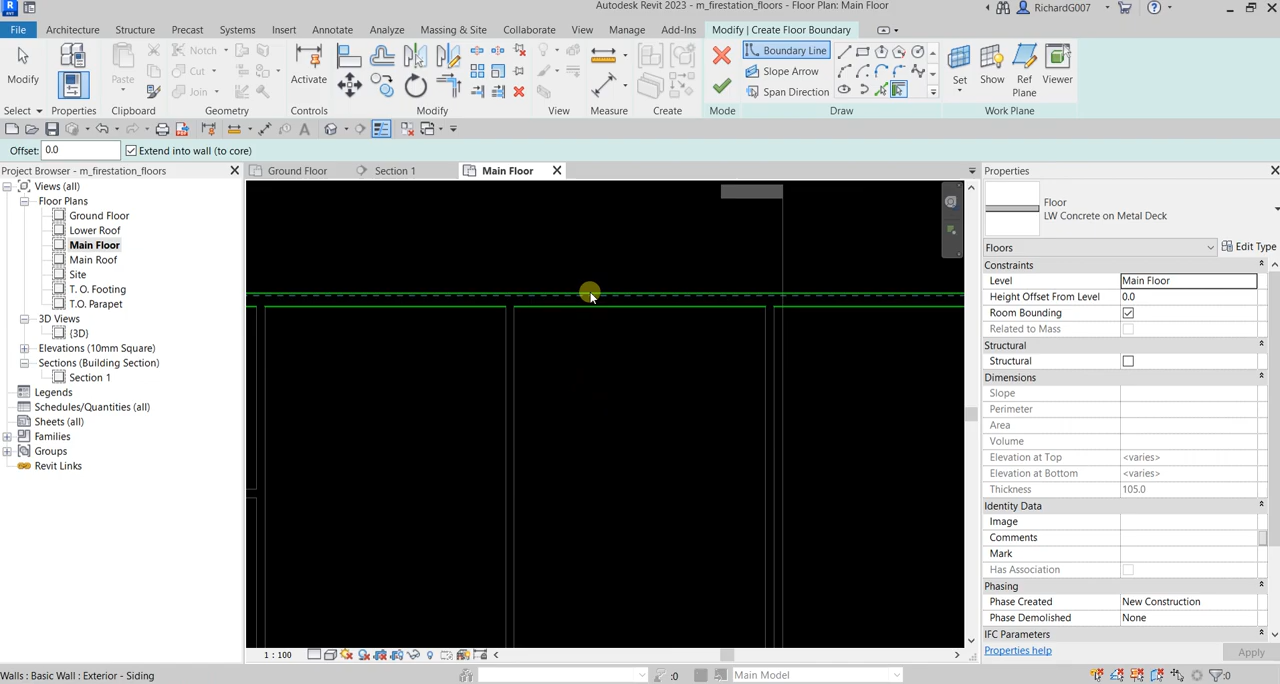 Autodesk Revit 2023 - m_firestation_floors - Floor Plan: Main Floor
RichardG007
File Architecture Structure Precast Systems Insert Annotate Analyze Massing & Site Collaborate View Manage Add-Ins Modify | Create Floor Boundary
Modify
Paste
Notch
Cut
Join
Activate
Boundary Line
Slope Arrow
Span Direction
Set Show Ref Plane Viewer
Select Properties Clipboard Geometry Controls Modify View Measure Create Mode Draw Work Plane
Offset: 0.0 Extend into wall (to core)
Project Browser - m_firestation_floors
Ground Floor Section 1 Main Floor
Views (all)
Floor Plans
Ground Floor
Lower Roof
Main Floor
Main Roof
Site
T. O. Footing
T.O. Parapet
3D Views
{3D}
Elevations (10mm Square)
Sections (Building Section)
Section 1
Legends
Schedules/Quantities (all)
Sheets (all)
Families
Groups
Revit Links
Properties
Floor
LW Concrete on Metal Deck
Floors Edit Type
Constraints
Level Main Floor
Height Offset From Level 0.0
Room Bounding
Related to Mass
Structural
Structural
Dimensions
Slope
Perimeter
Area
Volume
Elevation at Top <varies>
Elevation at Bottom <varies>
Thickness 105.0
Identity Data
Image
Comments
Mark
Has Association
Phasing
Phase Created New Construction
Phase Demolished None
IFC Parameters
Properties help Apply
1 : 100
Walls : Basic Wall : Exterior - Siding
:0
Main Model
:0